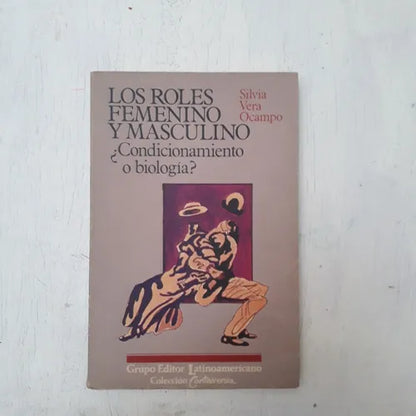 LOS ROLES
FEMENINO
Y MASCULINO
¿Condicionamiento
o biología?
Silvia
Vera
Ocampo
Grupo Editor Latinoamericano
Colección Controversia